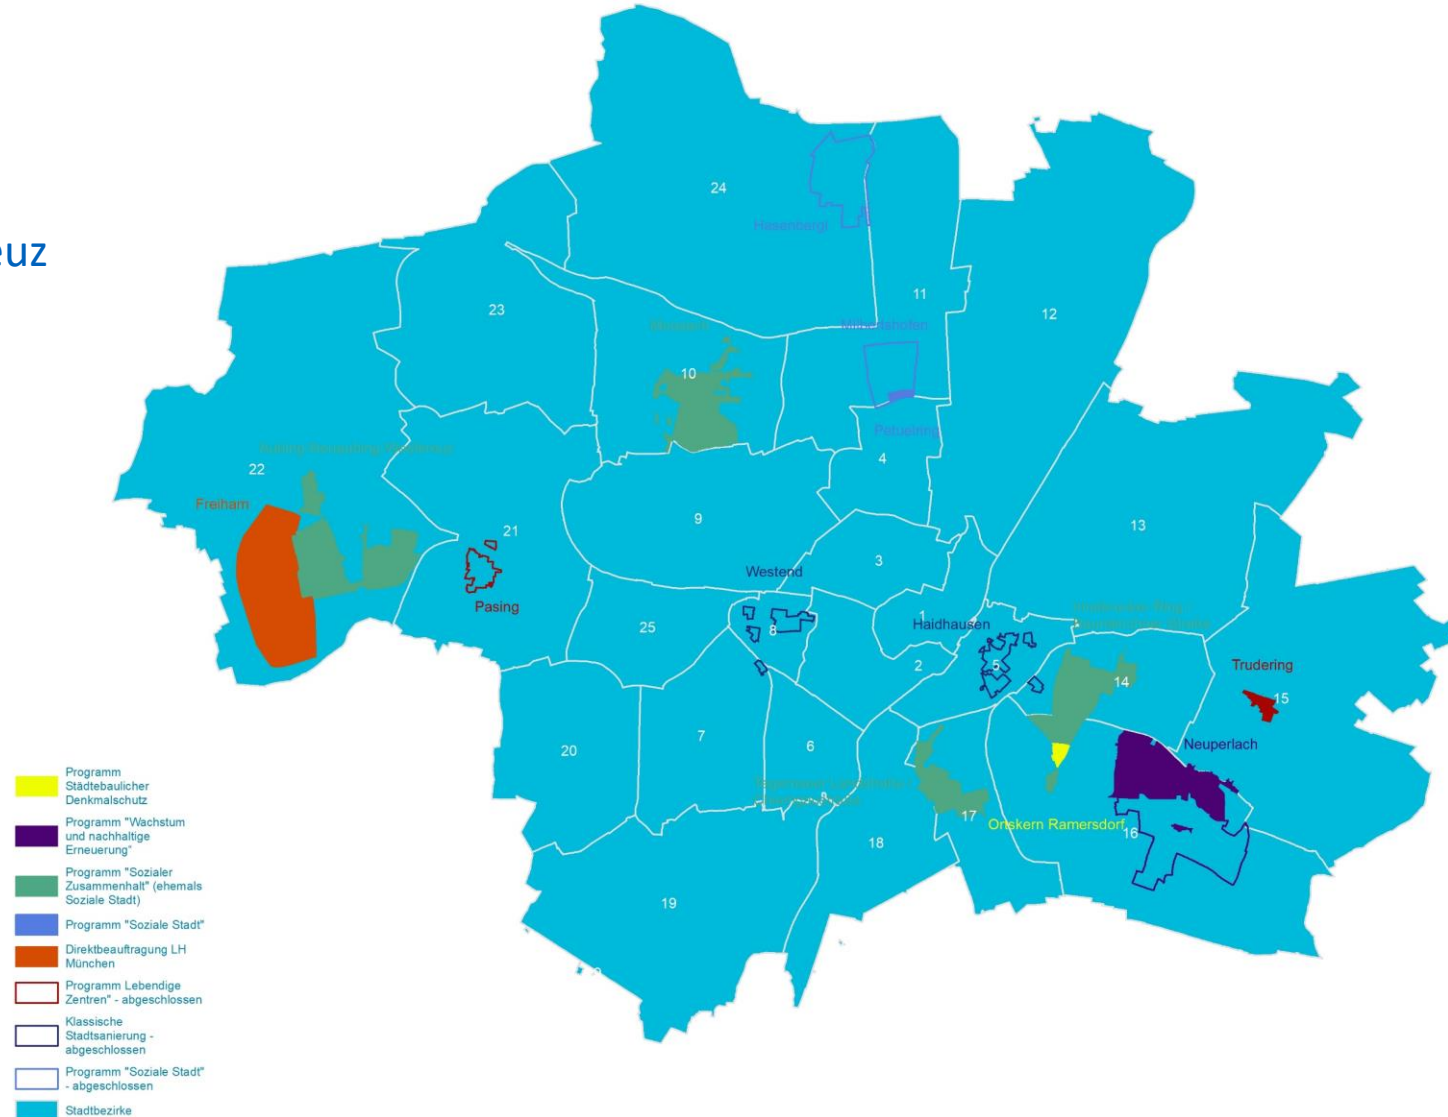 euz
24
Hasenbergl
11
12
23
Milbertshofen
Moosach
10
Petuelring
4
22
Freiham
21
9
13
3
Westend
Pasing
25
8
1
Haidhausen
2
5
14
Trudering
15
20
7
6
Neuperlach
17
Ortskern Ramersdorf
16
18
19
Programm
Städtebaulicher
Denkmalschutz
Programm "Wachstum
und nachhaltige
Erneuerung"
Programm "Sozialer
Zusammenhalt" (ehemals
Soziale Stadt)
Programm "Soziale Stadt"
Direktbeauftragung LH
München
Programm Lebendige
Zentren" - abgeschlossen
Klassische
Stadtsanierung -
abgeschlossen
Programm "Soziale Stadt"
- abgeschlossen
Stadtbezirke